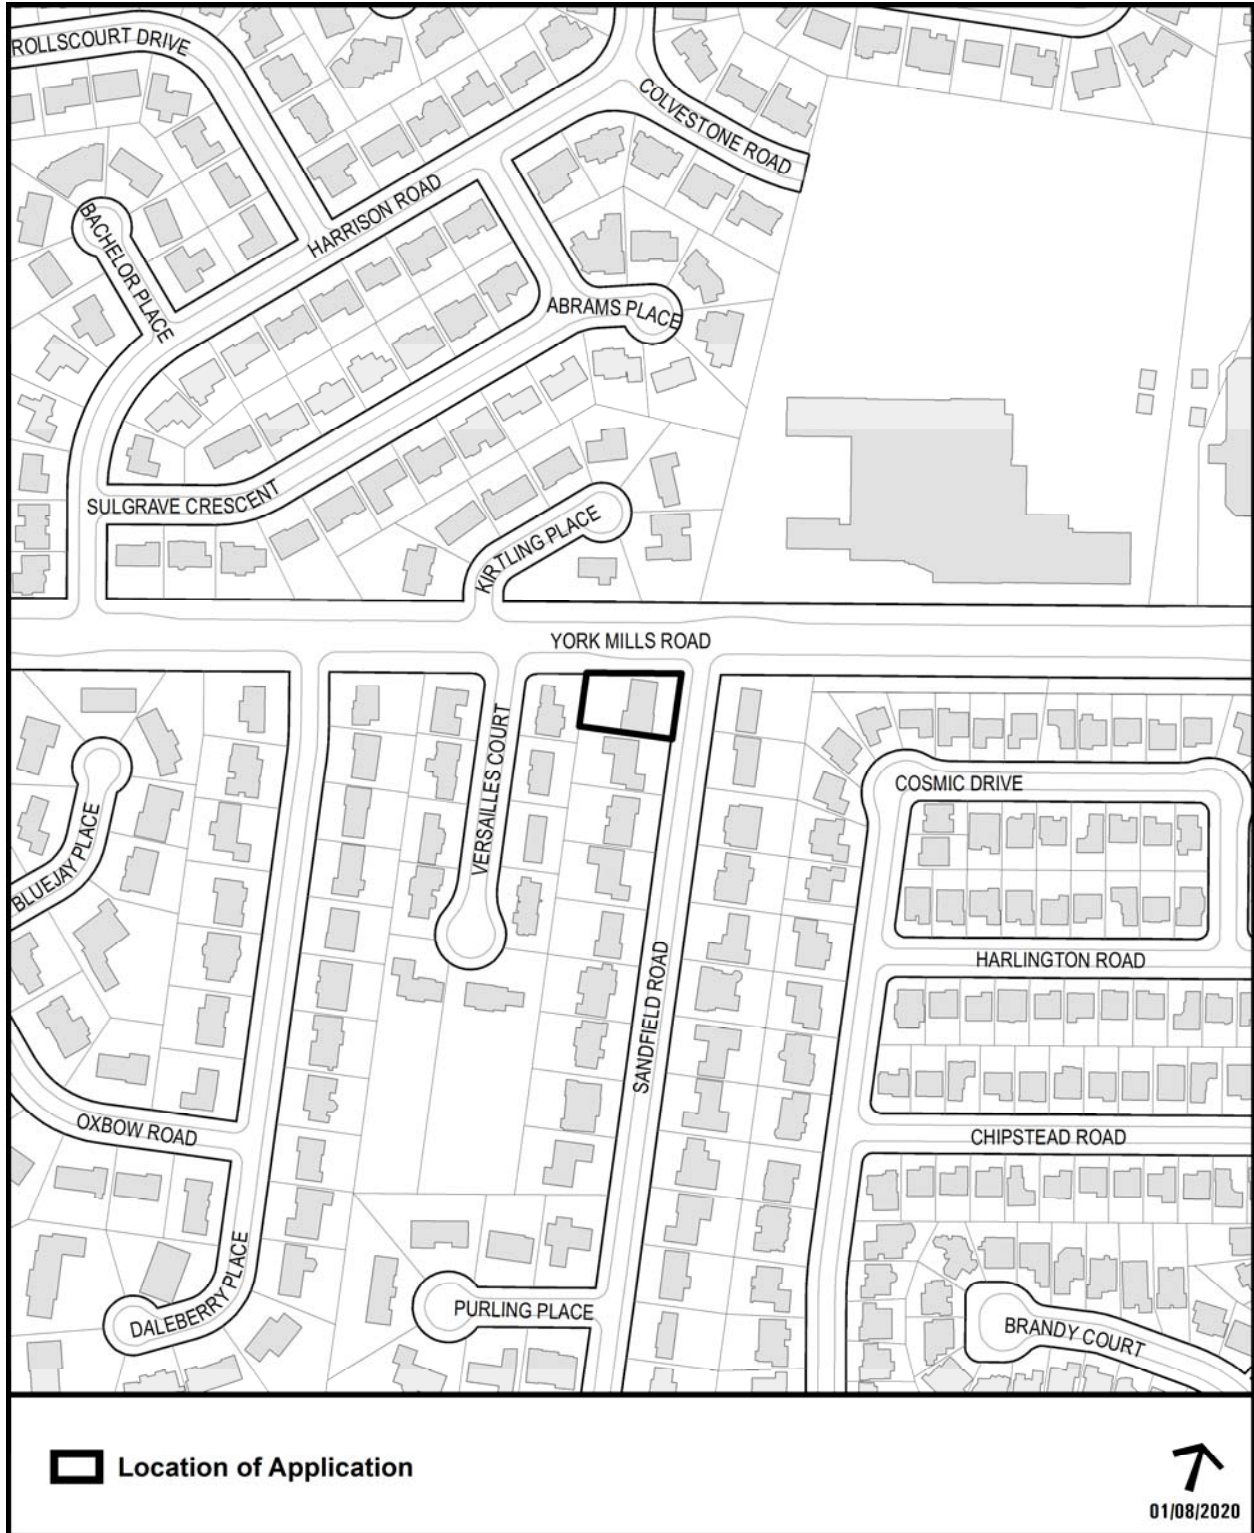 ROLLSCOURT DRIVE
COLVESTONE ROAD
HARRISON ROAD
BACHELOR PLACE
ABRAMS PLACE
SULGRAVE CRESCENT
KIRTLING PLACE
YORK MILLS ROAD
VERSAILLES COURT
COSMIC DRIVE
BLUEJAY PLACE
HARLINGTON ROAD
SANDFIELD ROAD
OXBOW ROAD
CHIPSTEAD ROAD
DALEBERRY PLACE
PURLING PLACE
BRANDY COURT
Location of Application
01/08/2020